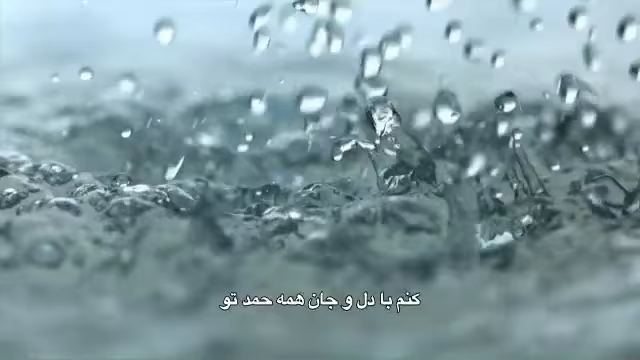 کنم با دل و جان همه حمد تو